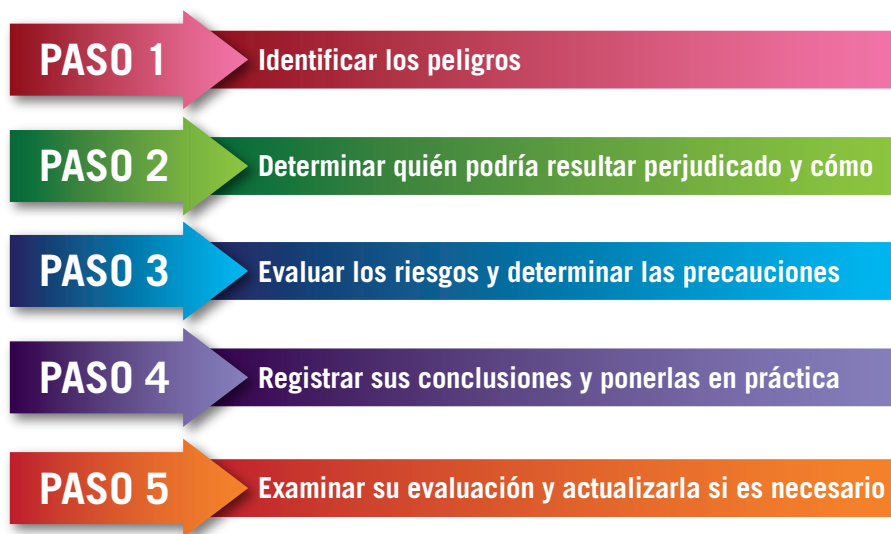 PASO 1 Identificar los peligros
PASO 2 Determinar quién podría resultar perjudicado y cómo
PASO 3 Evaluar los riesgos y determinar las precauciones
PASO 4 Registrar sus conclusiones y ponerlas en práctica
PASO 5 Examinar su evaluación y actualizarla si es necesario